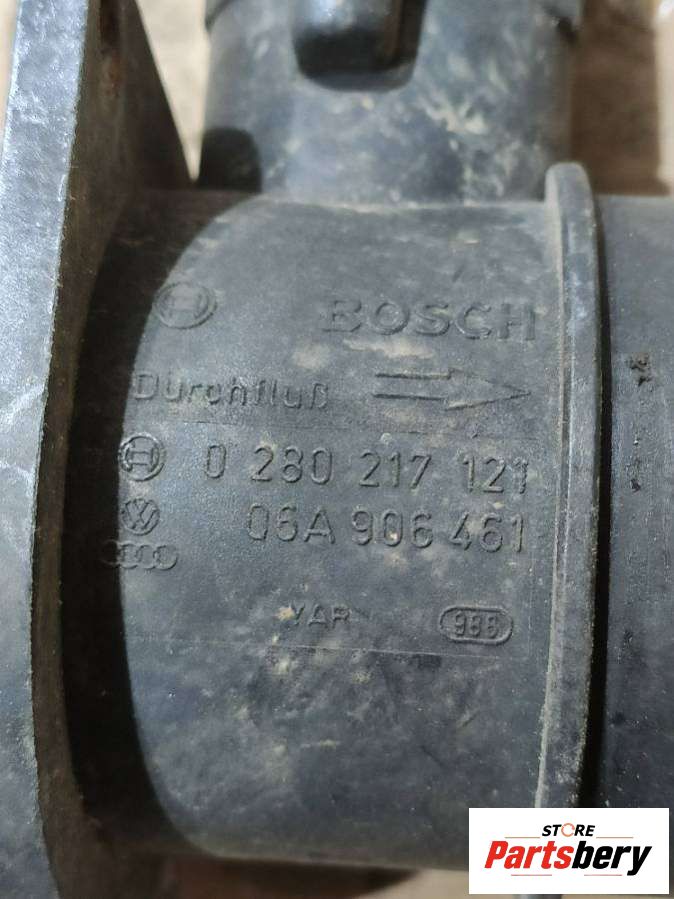 BOSCH
Durchfluß
0 280 217 121
06A 906 461
YAR 986
STORE
Partsbery